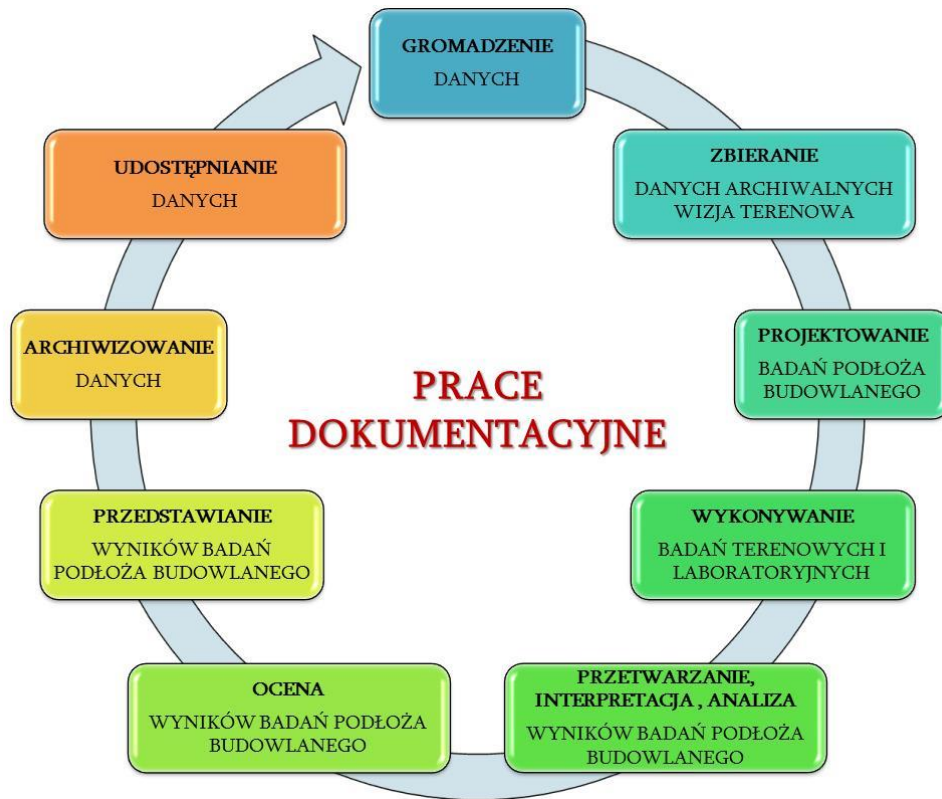 GROMADZENIE
DANYCH
ZBIERANIE
DANYCH ARCHIWALNYCH
WIZJA TERENOWA
PROJEKTOWANIE
BADAŃ PODŁOŻA
BUDOWLANEGO
WYKONYWANIE
BADAŃ TERENOWYCH I
LABORATORYJNYCH
PRZETWARZANIE,
INTERPRETACJA , ANALIZA
WYNIKÓW BADAŃ PODŁOŻA
BUDOWLANEGO
OCENA
WYNIKÓW BADAŃ PODŁOŻA
BUDOWLANEGO
PRZEDSTAWIANIE
WYNIKÓW BADAŃ
PODŁOŻA BUDOWLANEGO
ARCHIWIZOWANIE
DANYCH
UDOSTĘPNIANIE
DANYCH
PRACE
DOKUMENTACYJNE